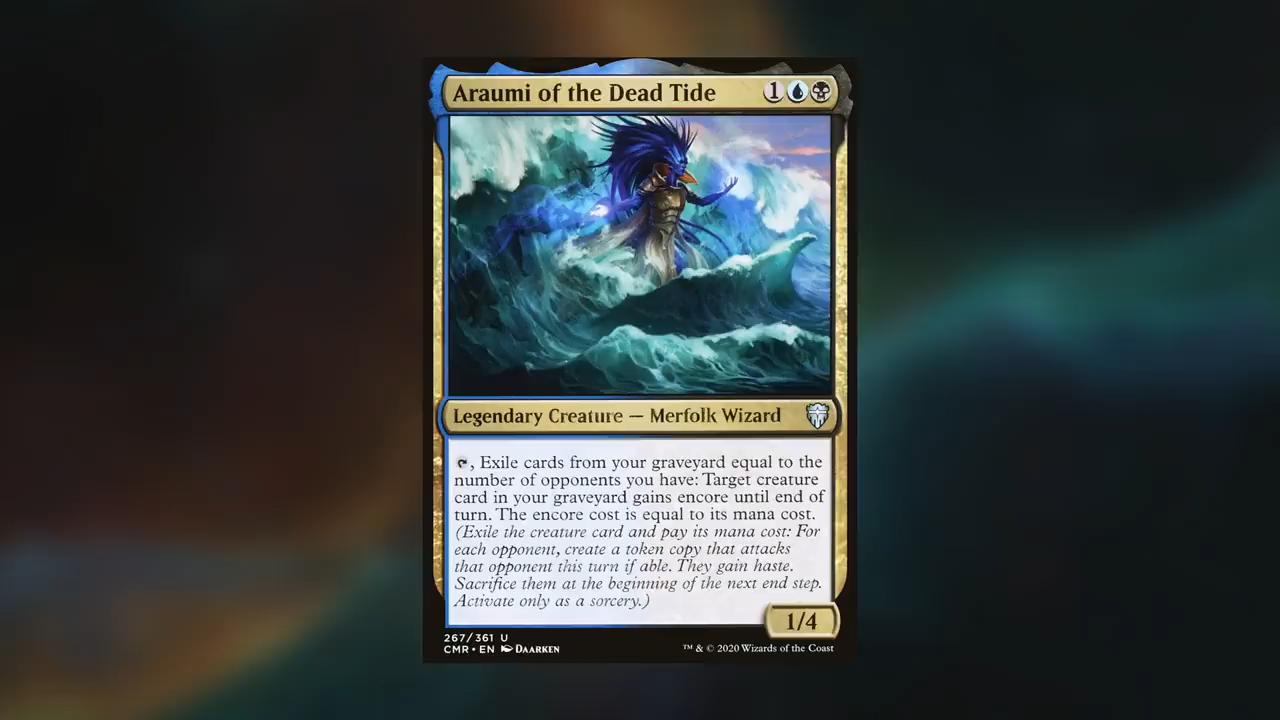 Araumi of the Dead Tide 1
Legendary Creature — Merfolk Wizard
, Exile cards from your graveyard equal to the
number of opponents you have: Target creature
card in your graveyard gains encore until end of
turn. The encore cost is equal to its mana cost.
(Exile the creature card and pay its mana cost: For
each opponent, create a token copy that attacks
that opponent this turn if able. They gain haste.
Sacrifice them at the beginning of the next end step.
Activate only as a sorcery.)
1/4
267/361 U
CMR • EN DAARKEN
™ & © 2020 Wizards of the Coast